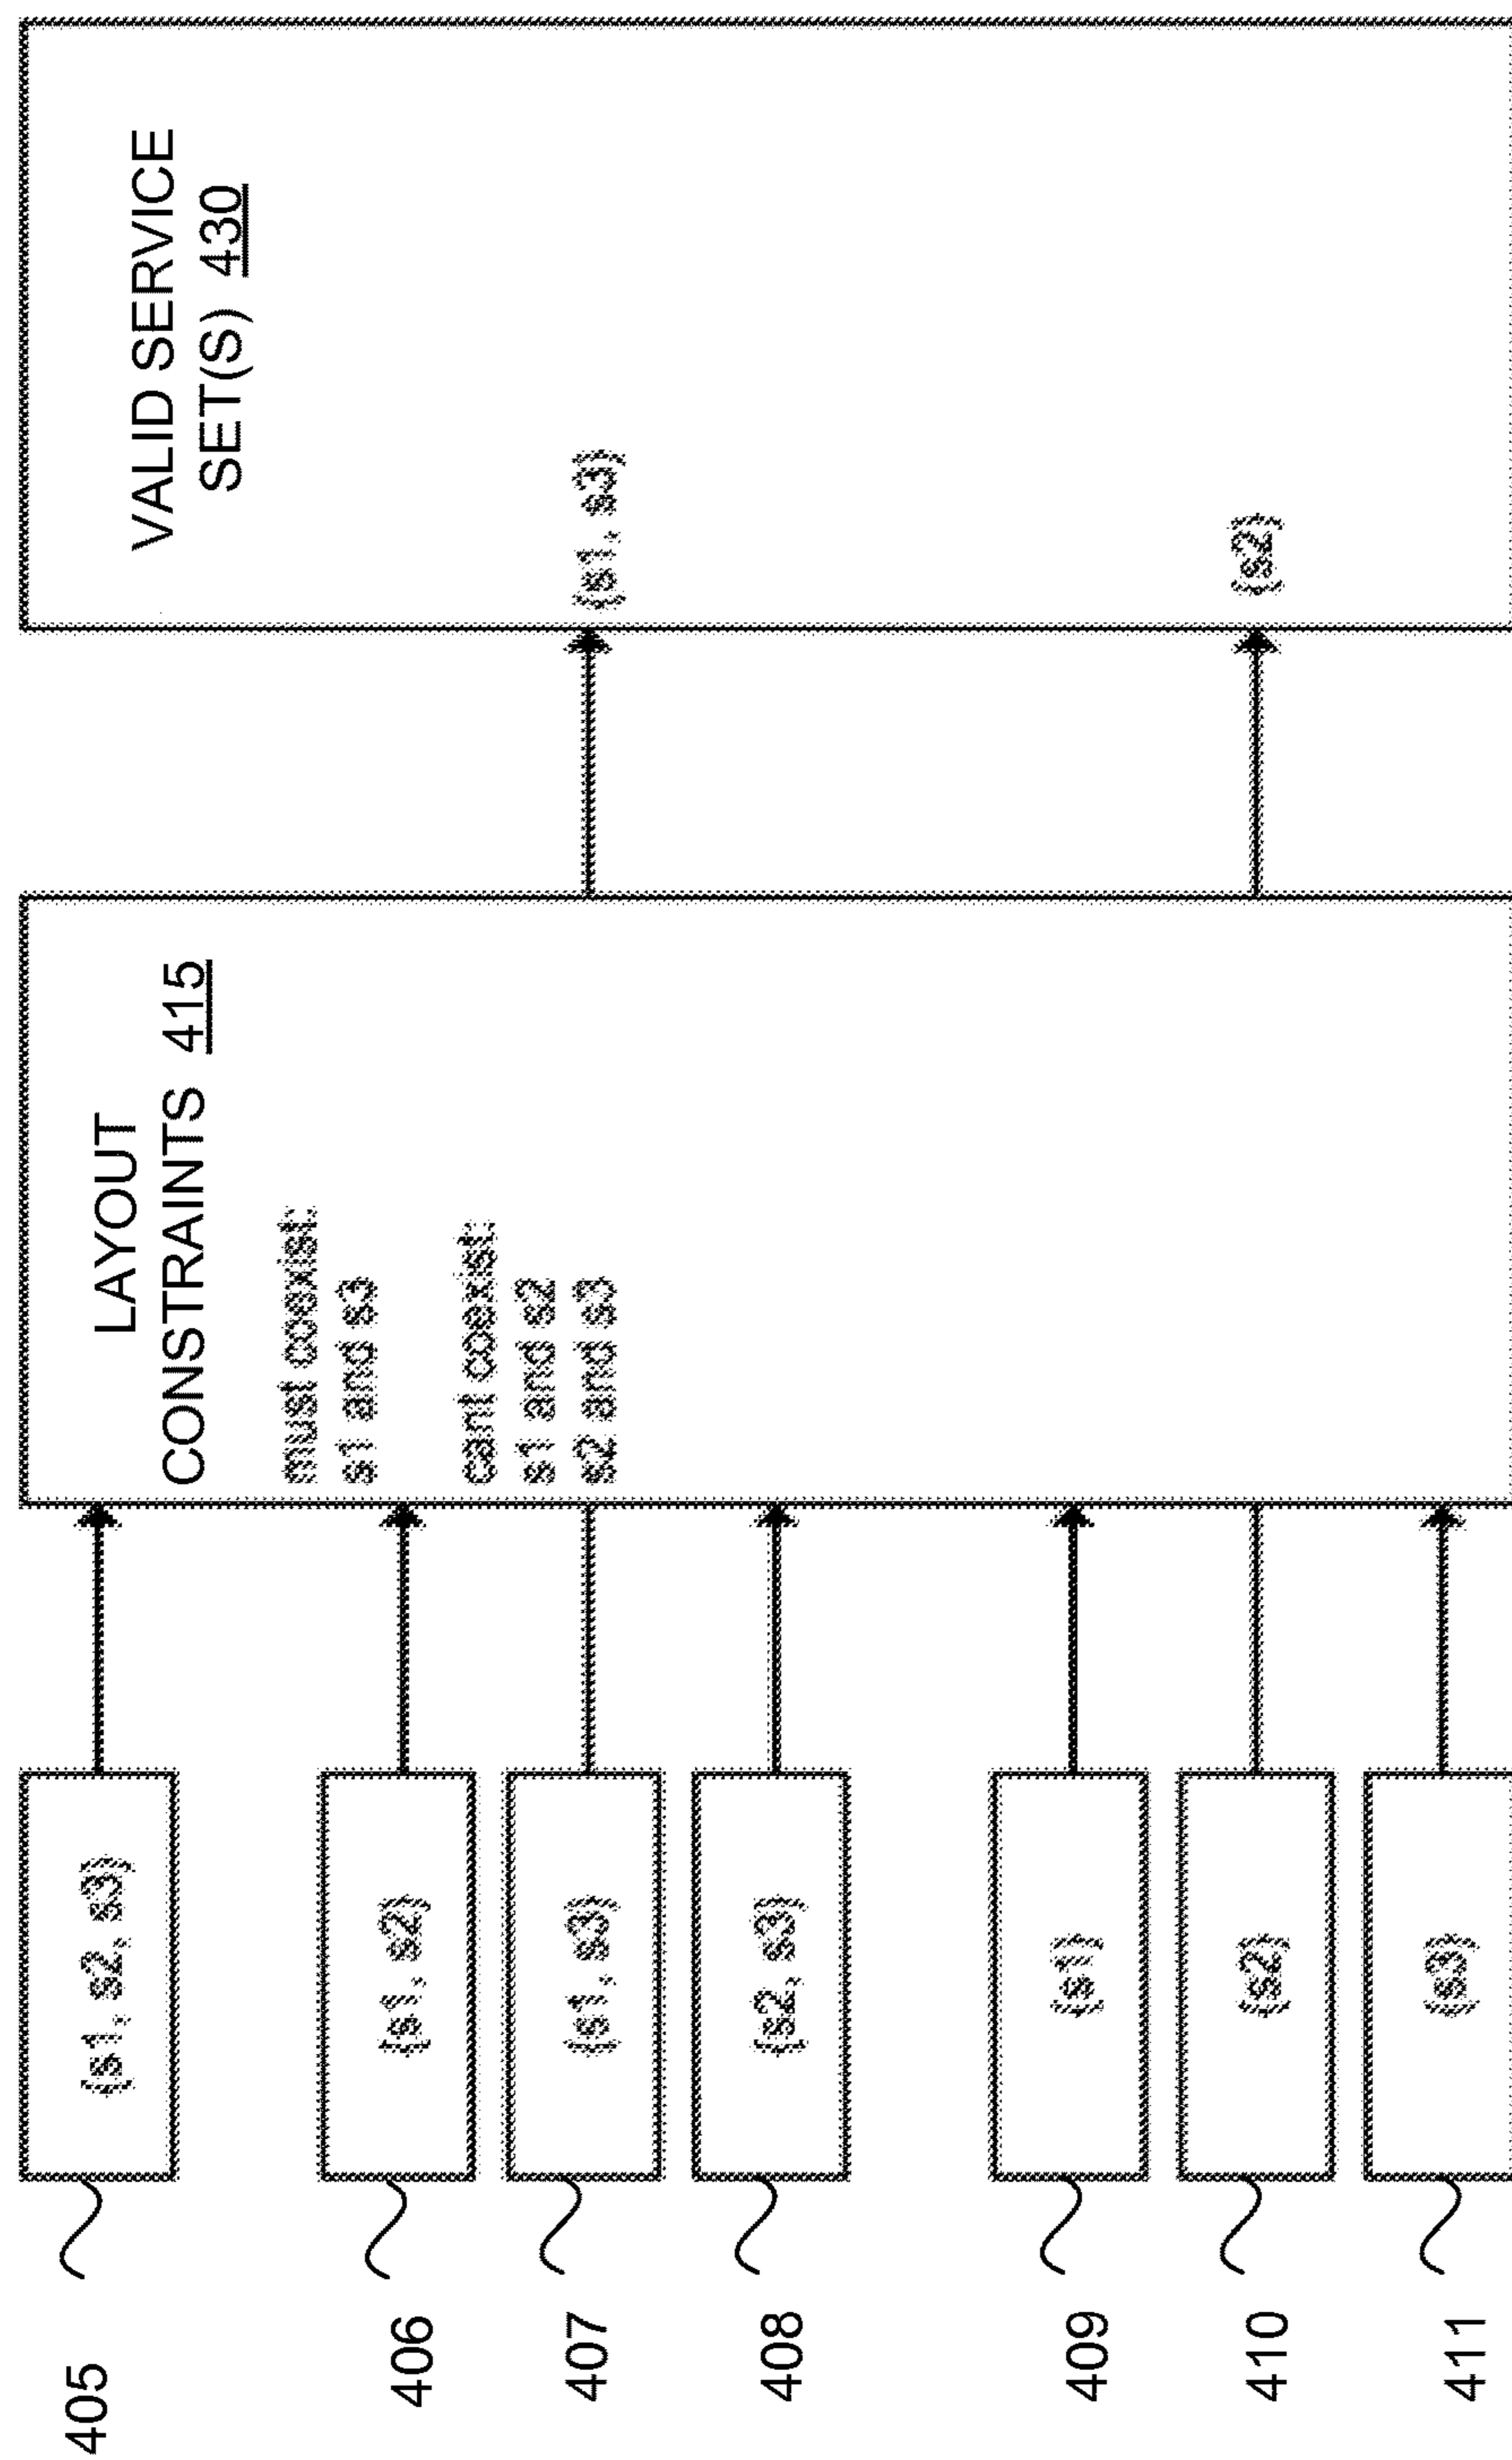 405
{s1, s2, s3}
406
{s1, s2}
407
{s1, s3}
408
{s2, s3}
409
{s1}
410
{s2}
411
{s3}
LAYOUT
CONSTRAINTS 415
must coexist:
s1 and s3
cant coexist:
s1 and s2
s2 and s3
VALID SERVICE
SET(S) 430
{s1, s3}
{s2}